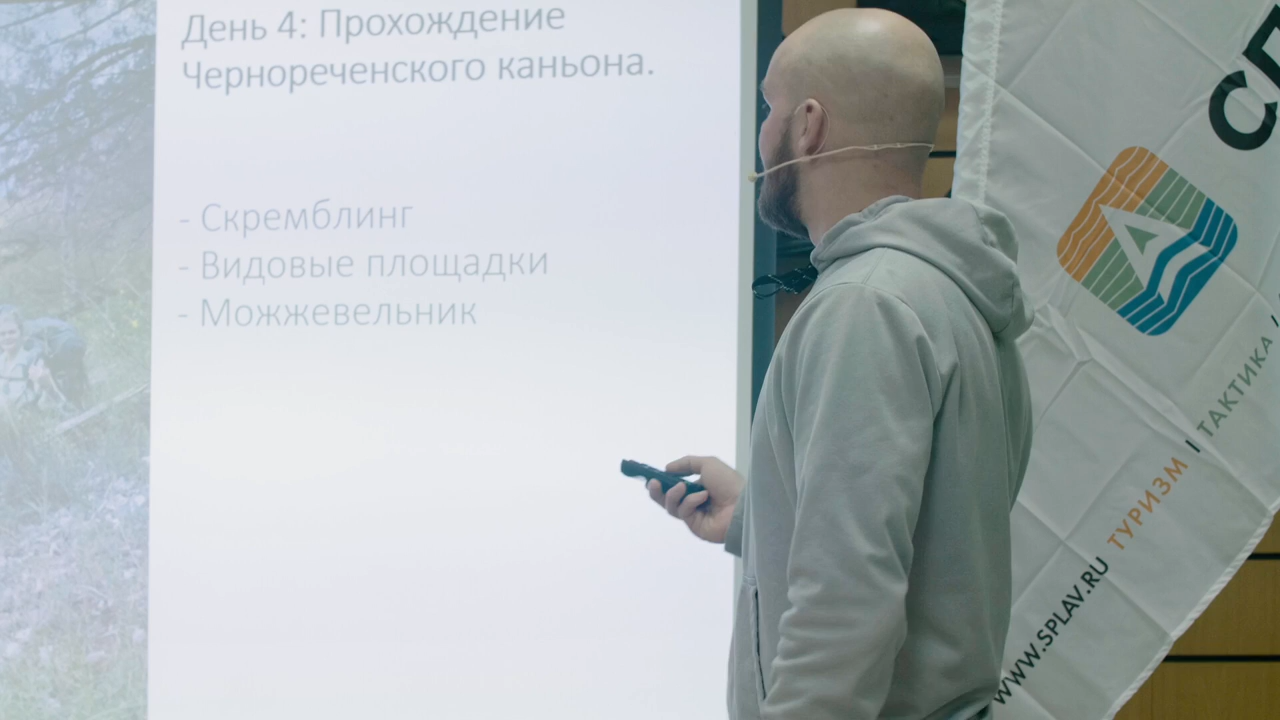 День 4: Прохождение
Чернореченского каньона.
- Скремблинг
- Видовые площадки
- Можжевельник
WWW.SPLAV.RU ТУРИЗМ | ТАКТИКА |